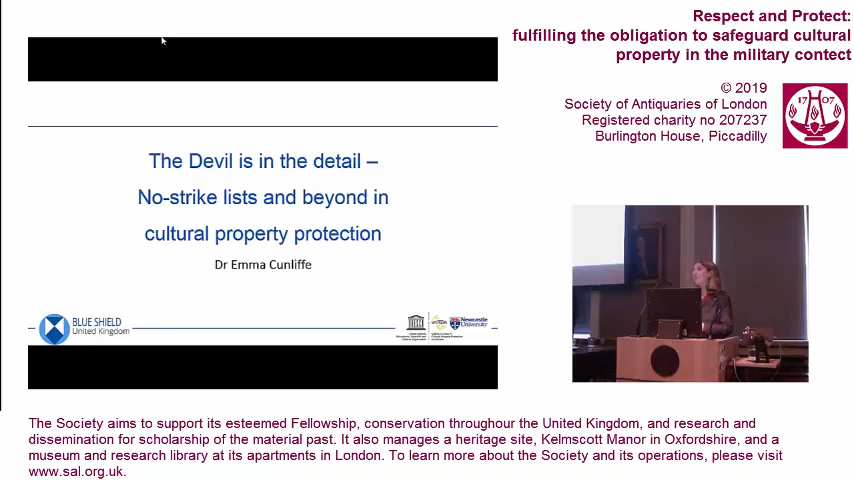 Respect and Protect:
fulfilling the obligation to safeguard cultural
property in the military contect
© 2019
Society of Antiquaries of London
Registered charity no 207237
Burlington House, Piccadilly
17 07
The Devil is in the detail –
No-strike lists and beyond in
cultural property protection
Dr Emma Cunliffe
BLUE SHIELD
United Kingdom
Newcastle
University
The Society aims to support its esteemed Fellowship, conservation throughour the United Kingdom, and research and
dissemination for scholarship of the material past. It also manages a heritage site, Kelmscott Manor in Oxfordshire, and a
museum and research library at its apartments in London. To learn more about the Society and its operations, please visit
www.sal.org.uk.